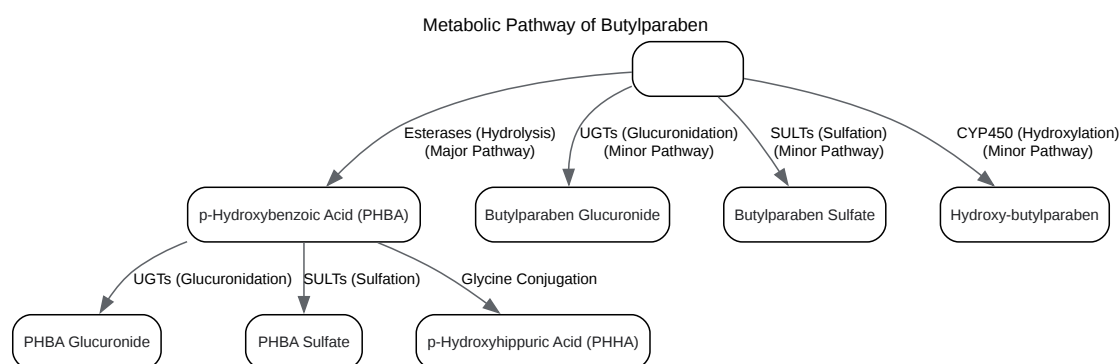 Metabolic Pathway of Butylparaben
Esterases (Hydrolysis)
(Major Pathway)
UGTs (Glucuronidation)
(Minor Pathway)
SULTs (Sulfation)
(Minor Pathway)
CYP450 (Hydroxylation)
(Minor Pathway)
p-Hydroxybenzoic Acid (PHBA)
Butylparaben Glucuronide
Butylparaben Sulfate
Hydroxy-butylparaben
UGTs (Glucuronidation)
SULTs (Sulfation)
Glycine Conjugation
PHBA Glucuronide
PHBA Sulfate
p-Hydroxyhippuric Acid (PHHA)